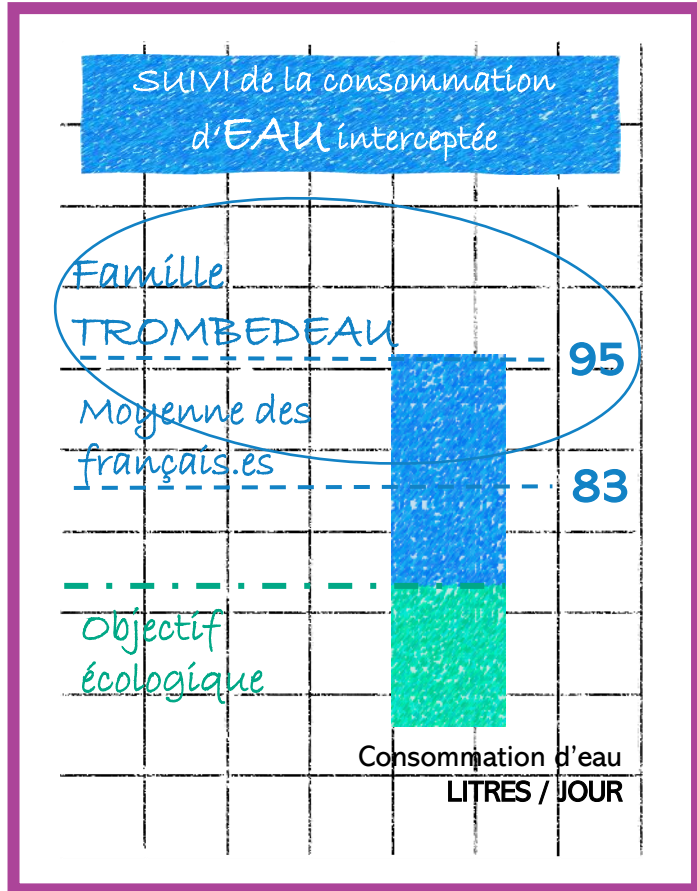 SUIVI de la consommation
d'EAU interceptée
Famille
TROMBEDEAU
95
Moyenne des
français.es
83
Objectif
écologique
Consommation d'eau
LITRES / JOUR